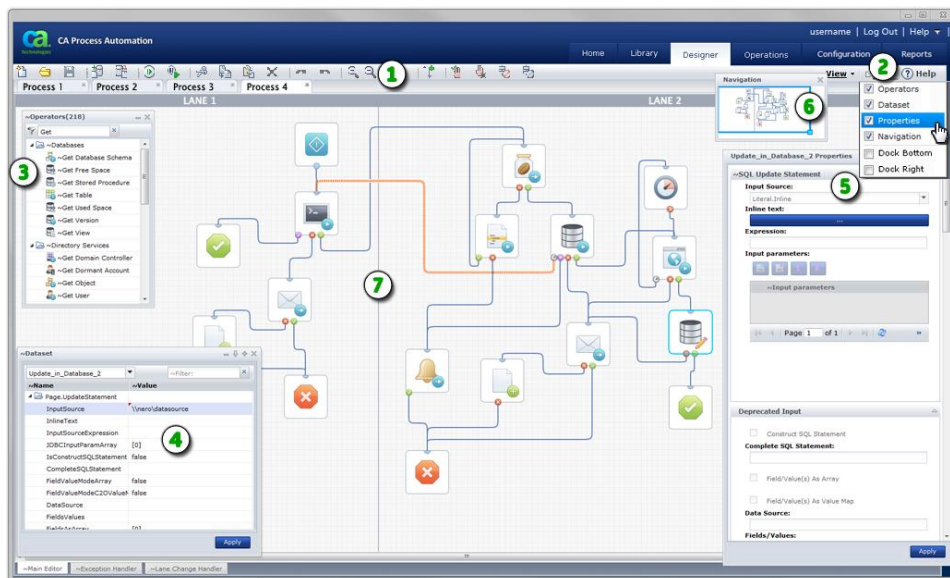 username | Log Out | Help
ca
technologies
CA Process Automation
Home Library Designer Operations Configuration Reports
1
2
View
Help
Process 1 Process 2 Process 3 Process 4
LANE 1
LANE 2
Navigation
6
Operators
Dataset
Properties
Navigation
Dock Bottom
Dock Right
~Operators(218)
Get
3
~Databases
~Get Database Schema
~Get Free Space
~Get Stored Procedure
~Get Table
~Get Used Space
~Get Version
~Get View
~Directory Services
~Get Domain Controller
~Get Dormant Account
~Get Object
~Get User
7
Update_in_Database_2 Properties
~SQL Update Statement
5
Input Source:
Literal.Inline
Inline text:
...
Expression:
Input parameters:
~Input parameters
Page 1 of 1
Deprecated Input
Construct SQL Statement
Complete SQL Statement:
Field/Value(s) As Array
Field/Value(s) As Value Map
Data Source:
Fields/Values:
Apply
~Dataset
Update_in_Database_2
~Filter:
~Name ~Value
Page.UpdateStatement
InputSource \\nero\datasource
InlineText
InputSourceExpression
JDBCInputParamArray [0]
IsConstructSQLStatement false
CompleteSQLStatement
4
FieldValueModeArray false
FieldValueModeC2OValueM false
DataSource
FieldsValues
FieldsAsArray [0]
Apply
~Main Editor ~Exception Handler ~Lane Change Handler